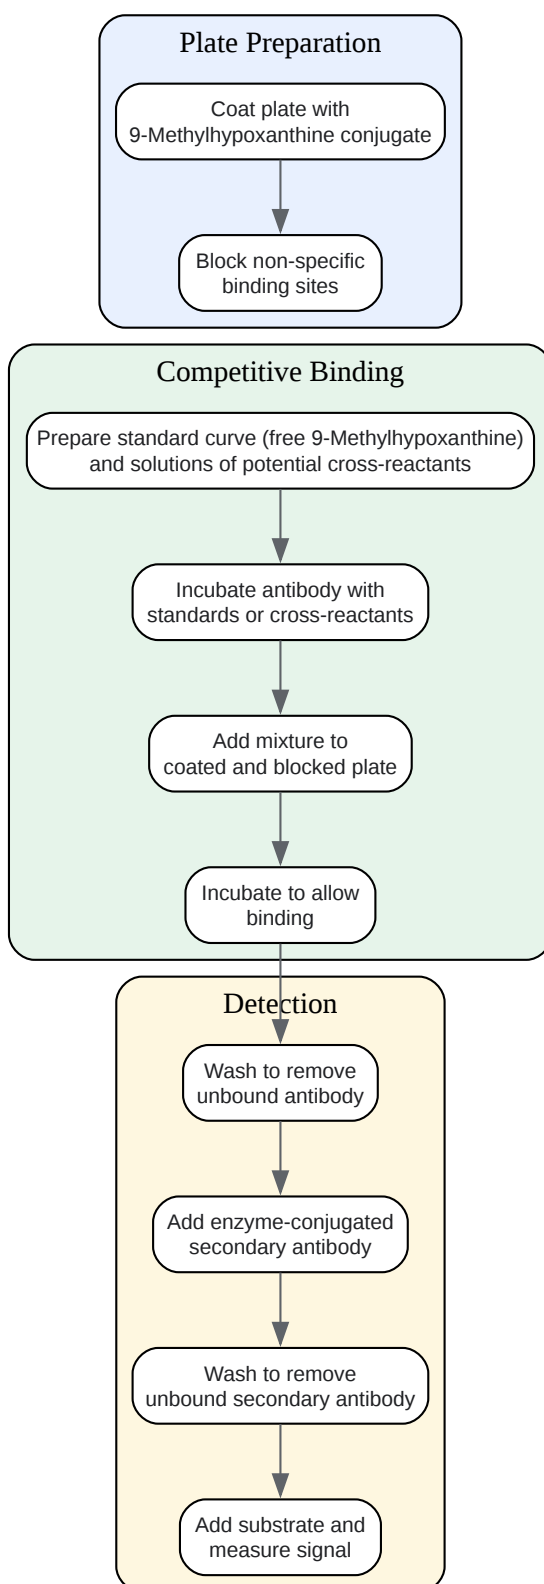 Plate Preparation
Coat plate with
9-Methylhypoxanthine conjugate
Block non-specific
binding sites
Competitive Binding
Prepare standard curve (free 9-Methylhypoxanthine)
and solutions of potential cross-reactants
Incubate antibody with
standards or cross-reactants
Add mixture to
coated and blocked plate
Incubate to allow
binding
Detection
Wash to remove
unbound antibody
Add enzyme-conjugated
secondary antibody
Wash to remove
unbound secondary antibody
Add substrate and
measure signal